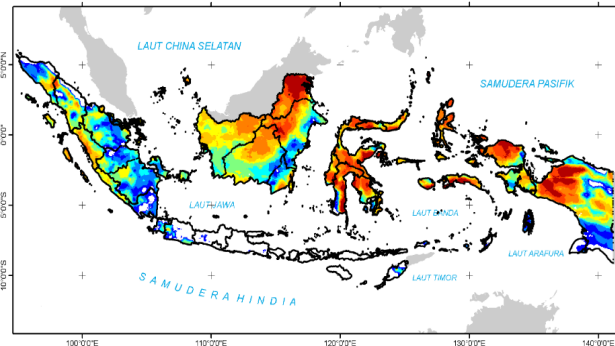 LAUT CHINA SELATAN
SAMUDERA PASIFIK
5°0'0"N
0°0'0"
5°0'0"S
10°0'0"S
LAUT JAWA
LAUT BANDA
LAUT ARAFURA
LAUT TIMOR
SAMUDERA HINDIA
100°0'0"E
110°0'0"E
120°0'0"E
130°0'0"E
140°0'0"E